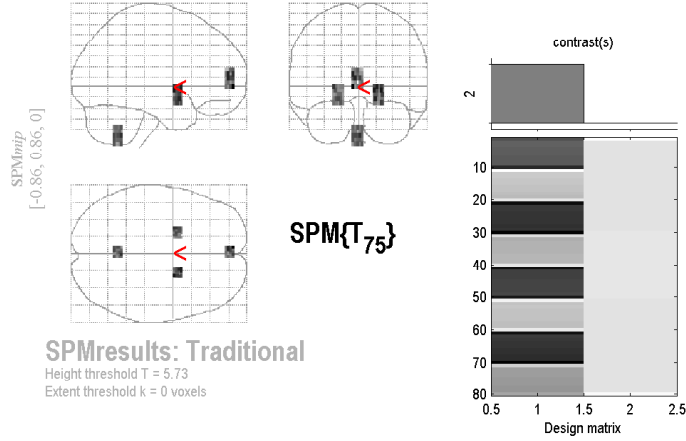 SPMmip
[-0.86, 0.86, 0]
<
<
<
SPM{T75}
SPMresults: Traditional
Height threshold T = 5.73
Extent threshold k = 0 voxels
contrast(s)
2
10
20
30
40
50
60
70
80
0.5 1 1.5 2 2.5
Design matrix